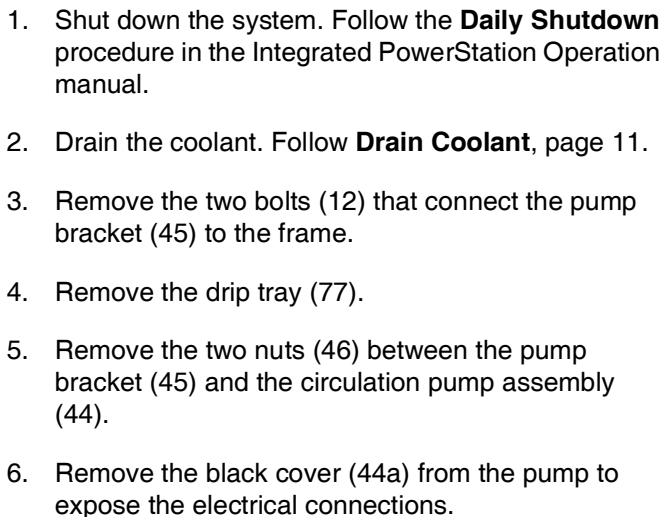 1. Shut down the system. Follow the Daily Shutdown
procedure in the Integrated PowerStation Operation
manual.
2. Drain the coolant. Follow Drain Coolant, page 11.
3. Remove the two bolts (12) that connect the pump
bracket (45) to the frame.
4. Remove the drip tray (77).
5. Remove the two nuts (46) between the pump
bracket (45) and the circulation pump assembly
(44).
6. Remove the black cover (44a) from the pump to
expose the electrical connections.